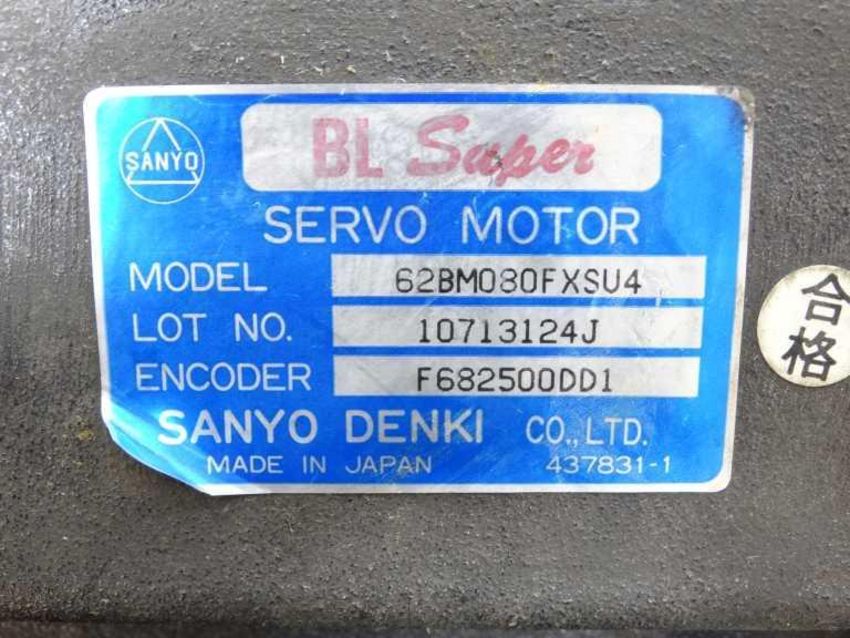 SANYO
BL Super
SERVO MOTOR
MODEL 62BM080FXSU4
LOT NO. 10713124J
ENCODER F682500DD1
SANYO DENKI CO., LTD.
MADE IN JAPAN 437831-1
合格